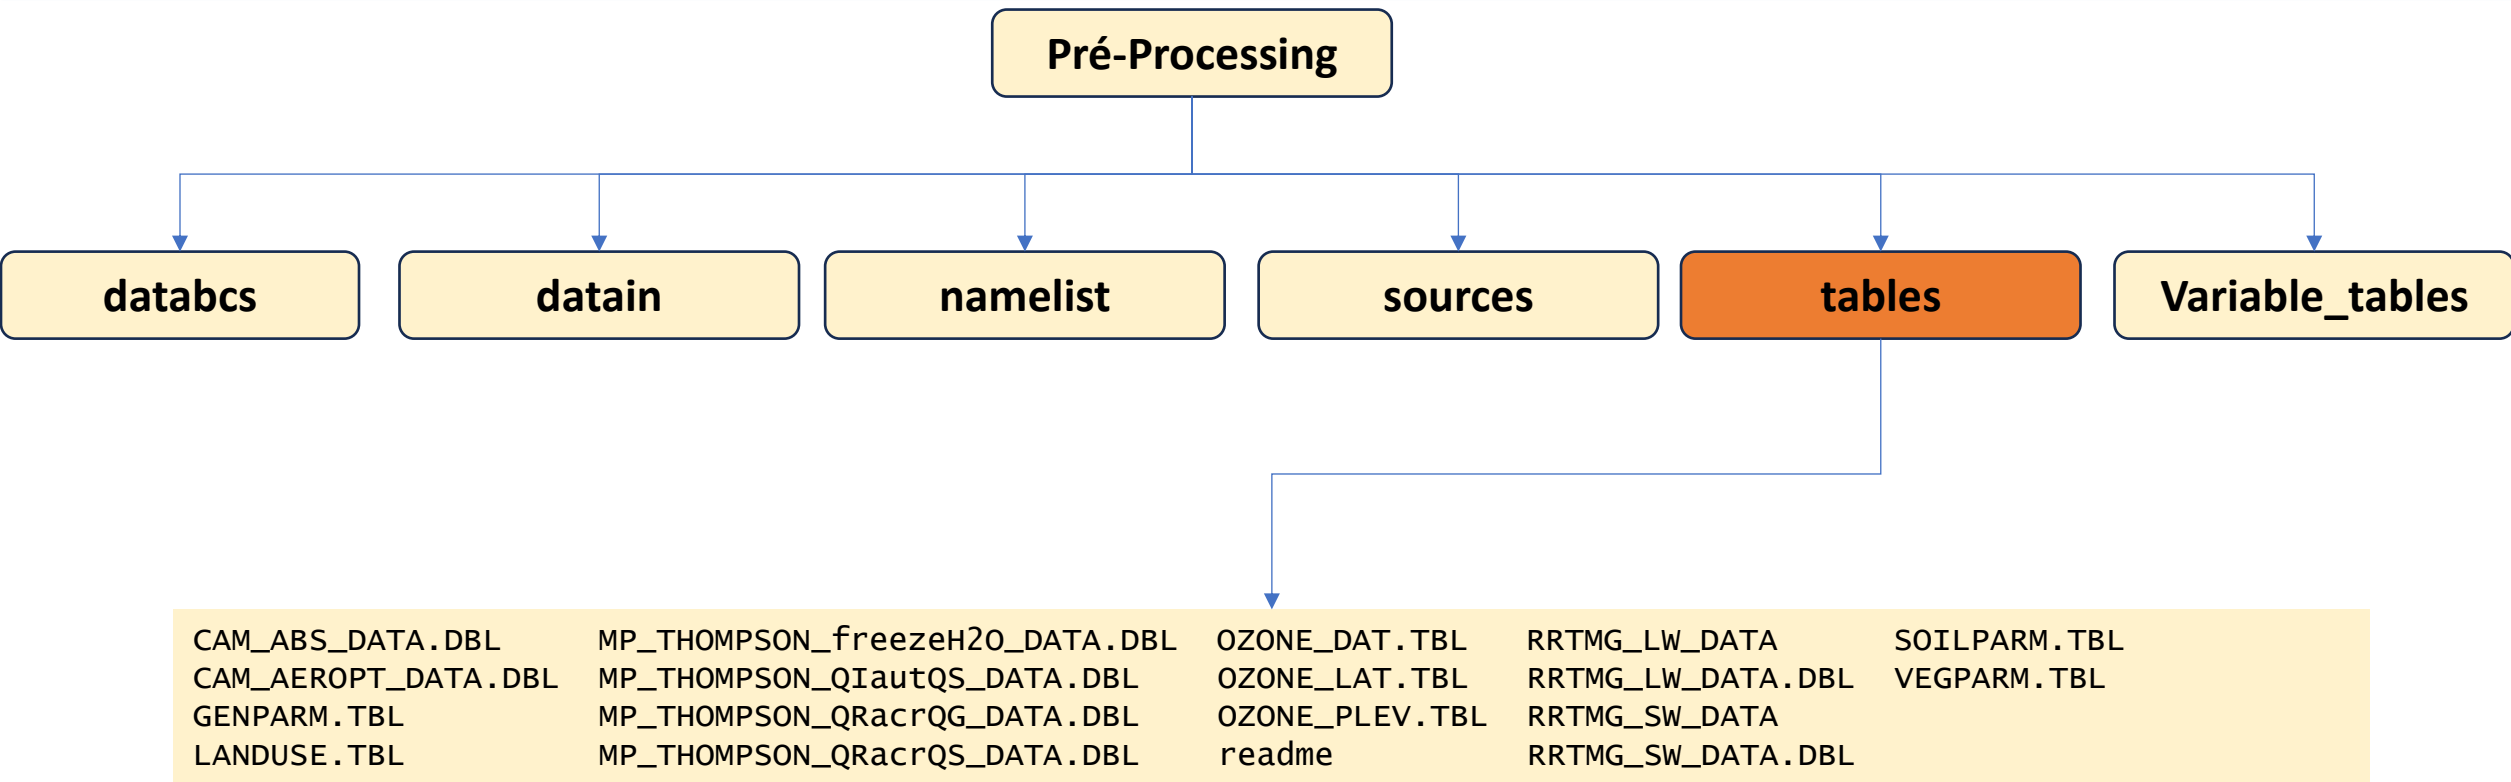 Pré-Processing
databcs
datain
namelist
sources
tables
Variable_tables
CAM_ABS_DATA.DBL MP_THOMPSON_freezeH2O_DATA.DBL OZONE_DAT.TBL RRTMG_LW_DATA SOILPARM.TBL
CAM_AEROPT_DATA.DBL MP_THOMPSON_QIautQS_DATA.DBL OZONE_LAT.TBL RRTMG_LW_DATA.DBL VEGPARM.TBL
GENPARM.TBL MP_THOMPSON_QRacrQG_DATA.DBL OZONE_PLEV.TBL RRTMG_SW_DATA
LANDUSE.TBL MP_THOMPSON_QRacrQS_DATA.DBL readme RRTMG_SW_DATA.DBL